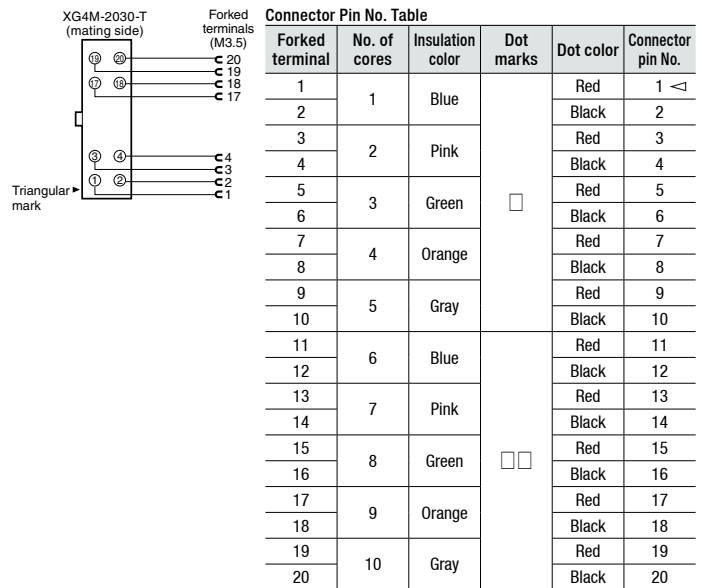 XG4M-2030-T
(mating side)
Forked
terminals
(M3.5)
⑲ ⑳ 20
19
⑰ ⑱ 18
17
③ ④ 4
3
① ② 2
1
Triangular
mark
Connector Pin No. Table
Forked terminal No. of cores Insulation color Dot marks Dot color Connector pin No.
1 1 Blue □ Red 1 ◅
2 Black 2
3 2 Pink Red 3
4 Black 4
5 3 Green Red 5
6 Black 6
7 4 Orange Red 7
8 Black 8
9 5 Gray Red 9
10 Black 10
11 6 Blue □□ Red 11
12 Black 12
13 7 Pink Red 13
14 Black 14
15 8 Green Red 15
16 Black 16
17 9 Orange Red 17
18 Black 18
19 10 Gray Red 19
20 Black 20